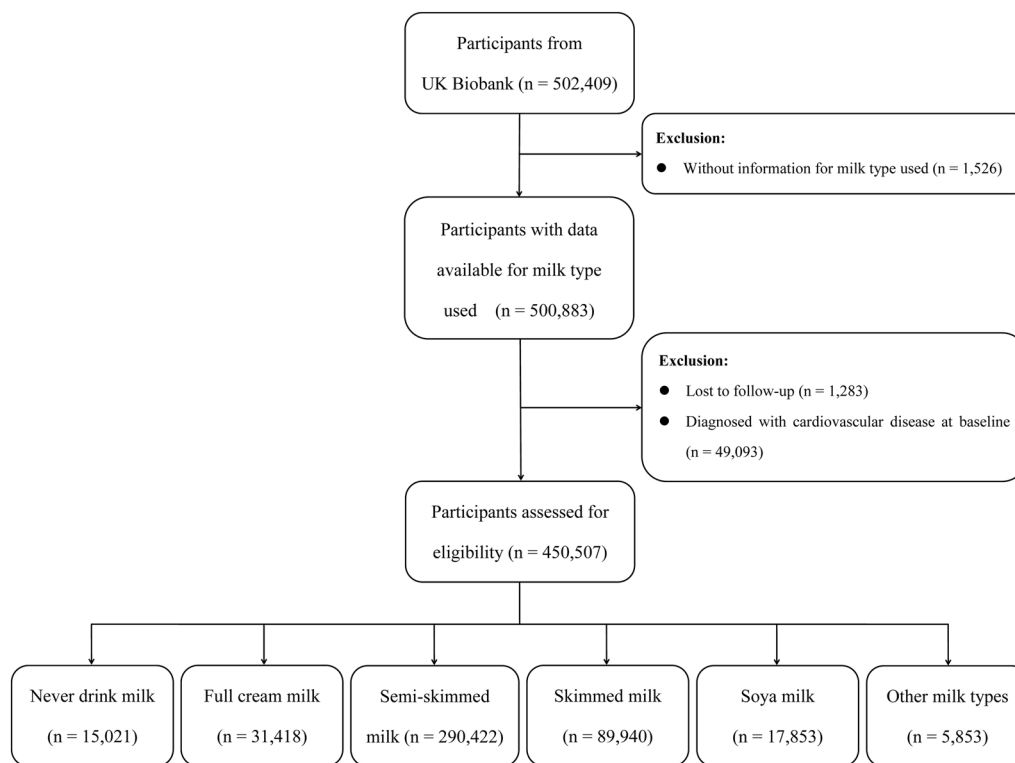 Participants from
UK Biobank (n = 502,409)
Exclusion:
● Without information for milk type used (n = 1,526)
Participants with data
available for milk type
used (n = 500,883)
Exclusion:
● Lost to follow-up (n = 1,283)
● Diagnosed with cardiovascular disease at baseline
(n = 49,093)
Participants assessed for
eligibility (n = 450,507)
Never drink milk
(n = 15,021)
Full cream milk
(n = 31,418)
Semi-skimmed
milk (n = 290,422)
Skimmed milk
(n = 89,940)
Soya milk
(n = 17,853)
Other milk types
(n = 5,853)